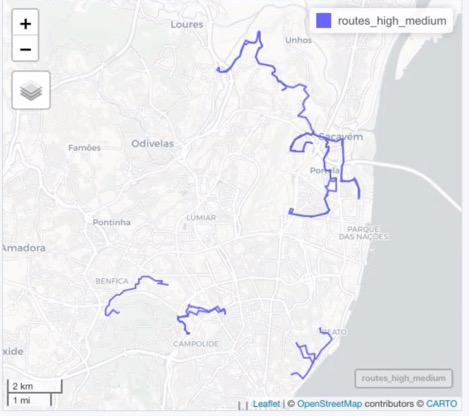 +
routes_high_medium
Loures
Unhos
−
Sacavém
Odivelas
Famões
Portela
LUMIAR
Pontinha
PARQUE
DAS NAÇÕES
Amadora
BENFICA
BEATO
CAMPOLIDE
oxide
2 km
routes_high_medium
1 mi
Leaflet | © OpenStreetMap contributors © CARTO